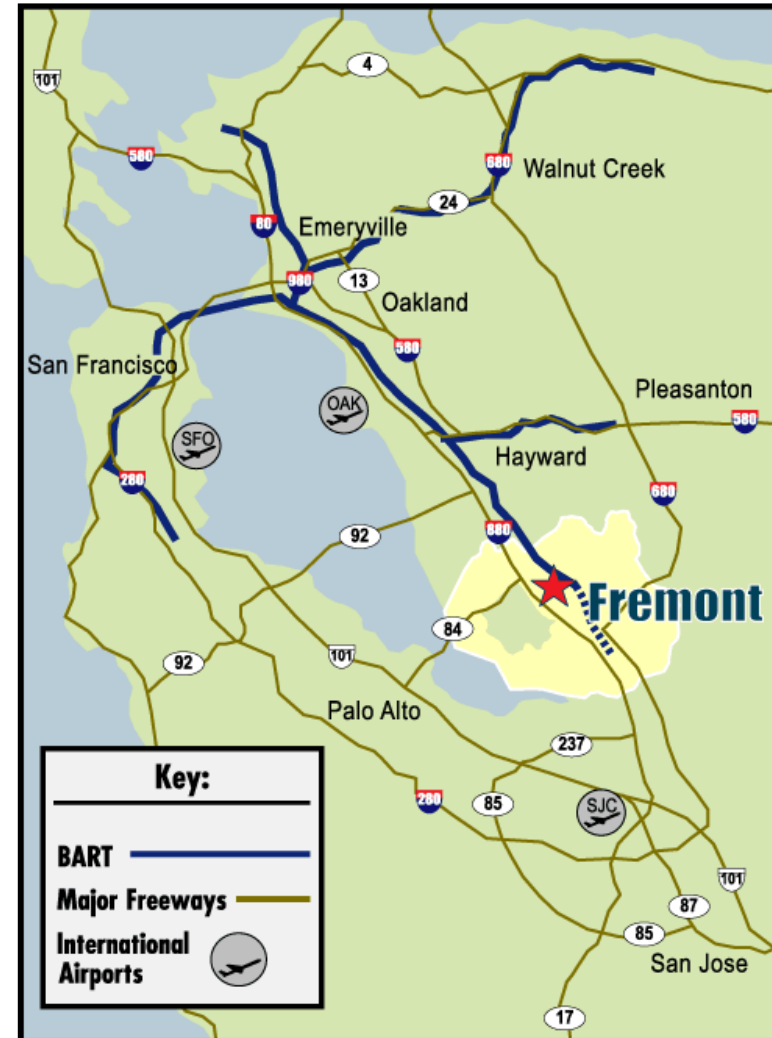 101
4
580
680
Walnut Creek
24
80
Emeryville
980
13
Oakland
580
San Francisco
Pleasanton
OAK
580
SFO
Hayward
280
680
880
92
Fremont
84
101
92
Palo Alto
237
Key:
280
85
SJC
BART
101
Major Freeways
87
International
Airports
85
San Jose
17